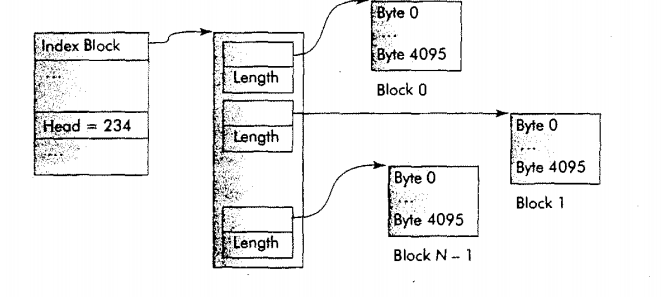 Index Block
....
Head = 234
....
Length
Length
Length
Byte 0
....
Byte 4095
Block 0
Byte 0
...
Byte 4095
Block 1
Byte 0
...
Byte 4095
Block N – 1